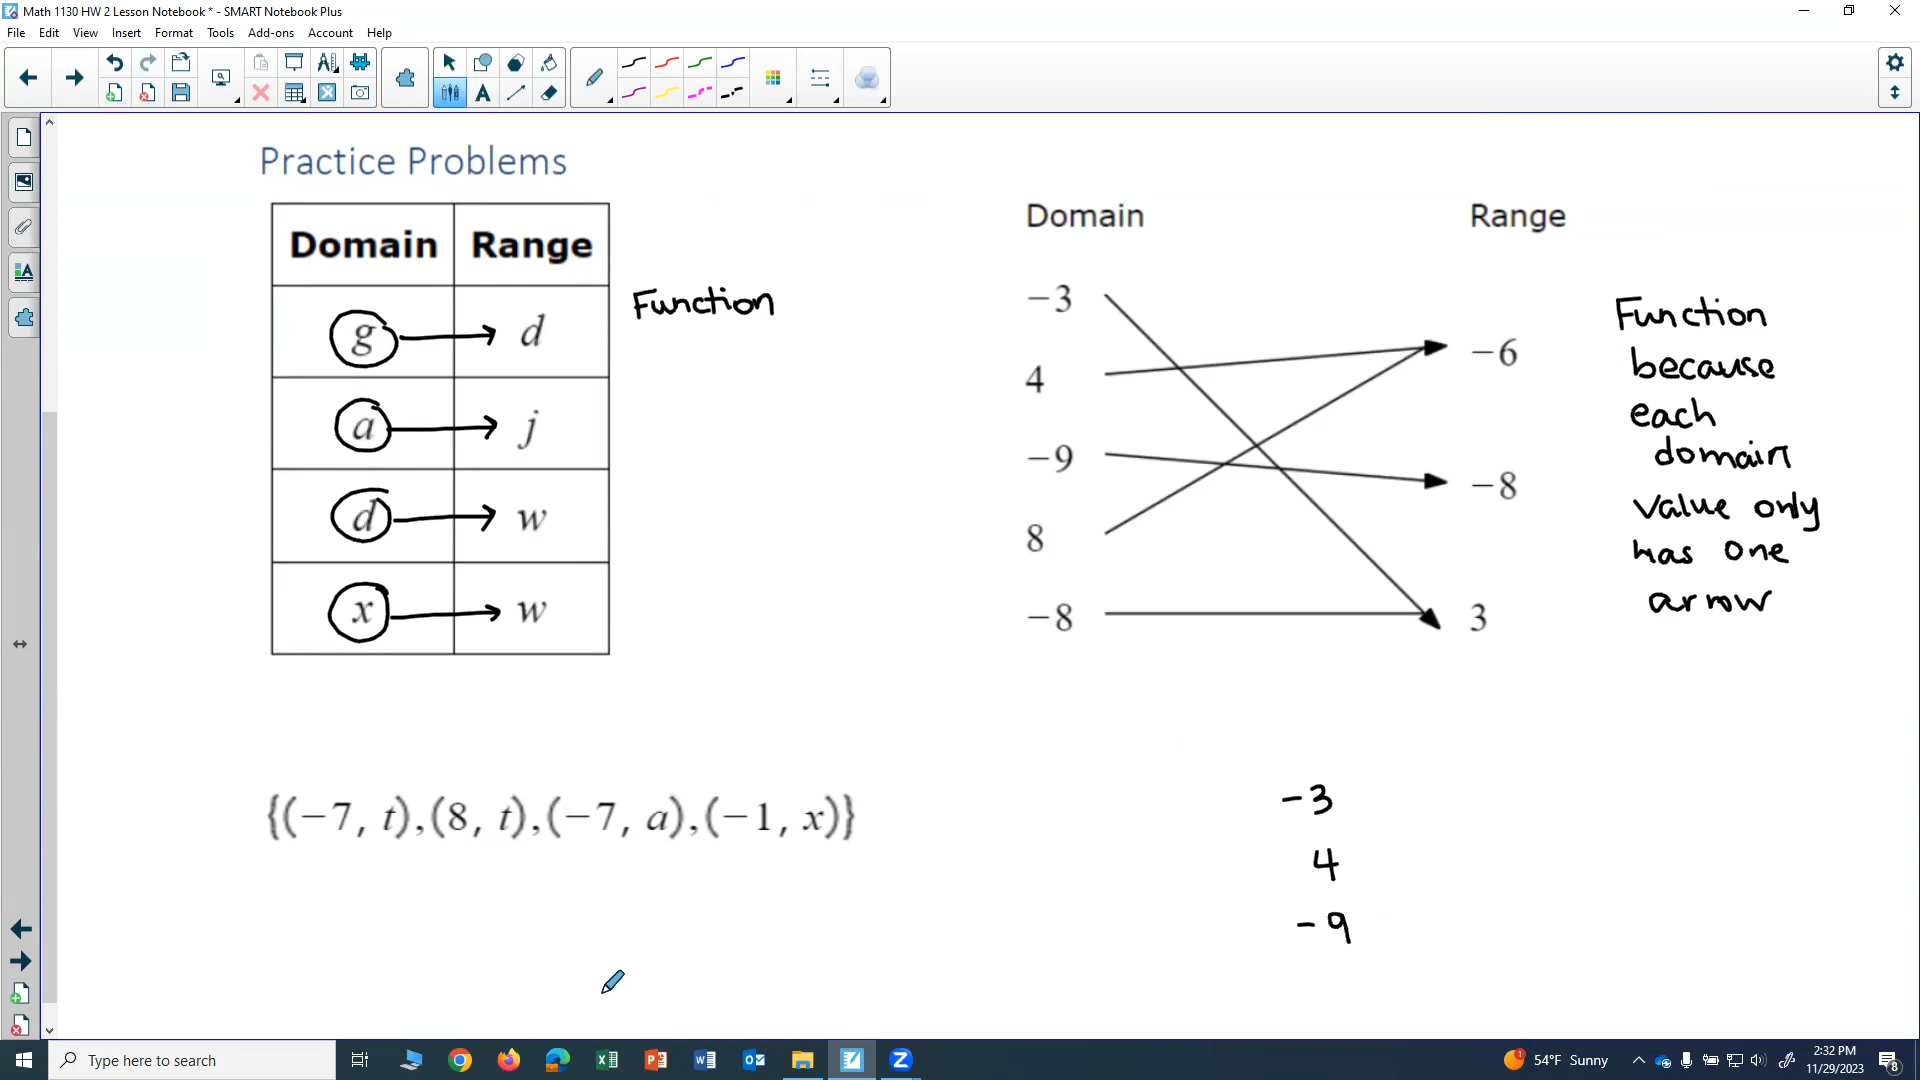 Math 1130 HW 2 Lesson Notebook * - SMART Notebook Plus
File Edit View Insert Format Tools Add-ons Account Help
Practice Problems
Domain Range
g d
a j
d w
x w
Function
Domain Range
−3
4
−9
8
−8
−6
−8
3
Function
because
each
domain
value only
has one
arrow
{(−7, t),(8, t),(−7, a),(−1, x)}
-3
4
-9
Type here to search
54°F Sunny
2:32 PM
11/29/2023